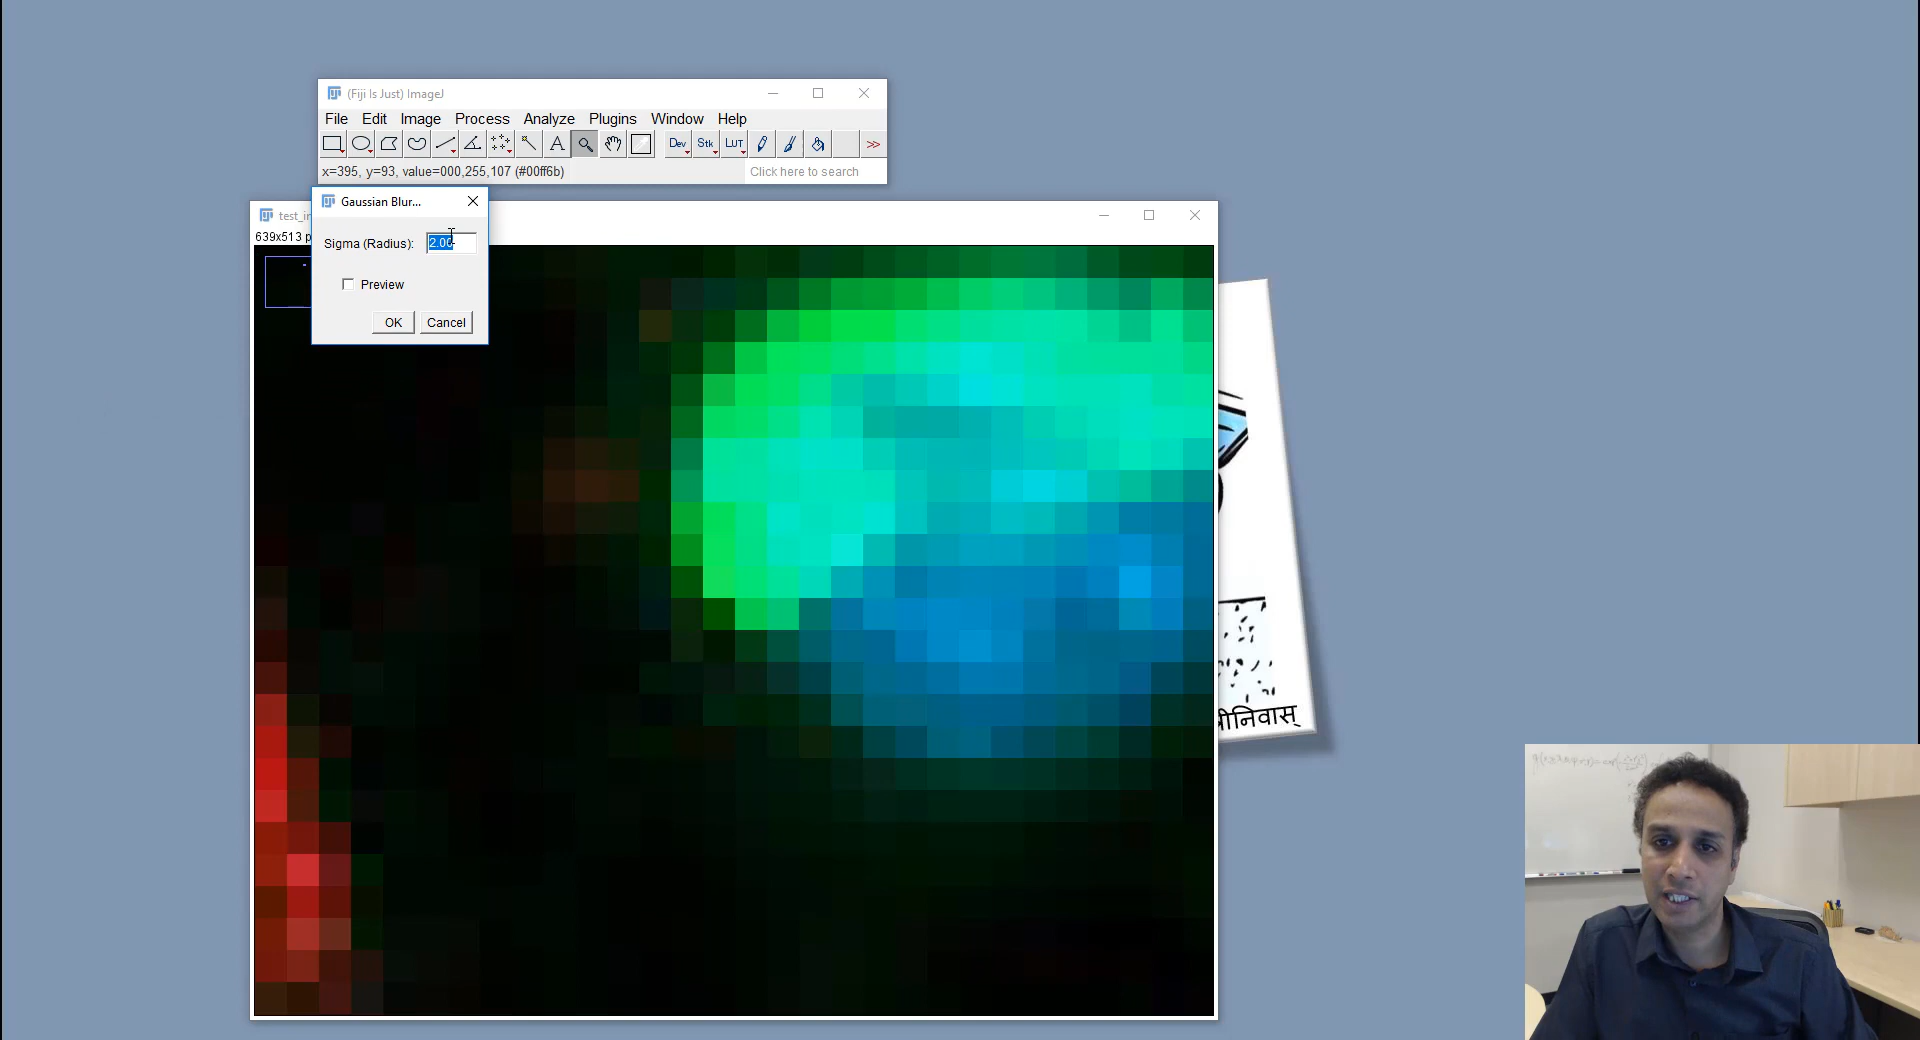 (Fiji Is Just) ImageJ
File Edit Image Process Analyze Plugins Window Help
Dev Stk LUT >>
x=395, y=93, value=000,255,107 (#00ff6b)
Click here to search
Gaussian Blur...
Sigma (Radius): 2.00
Preview
OK Cancel
639x513